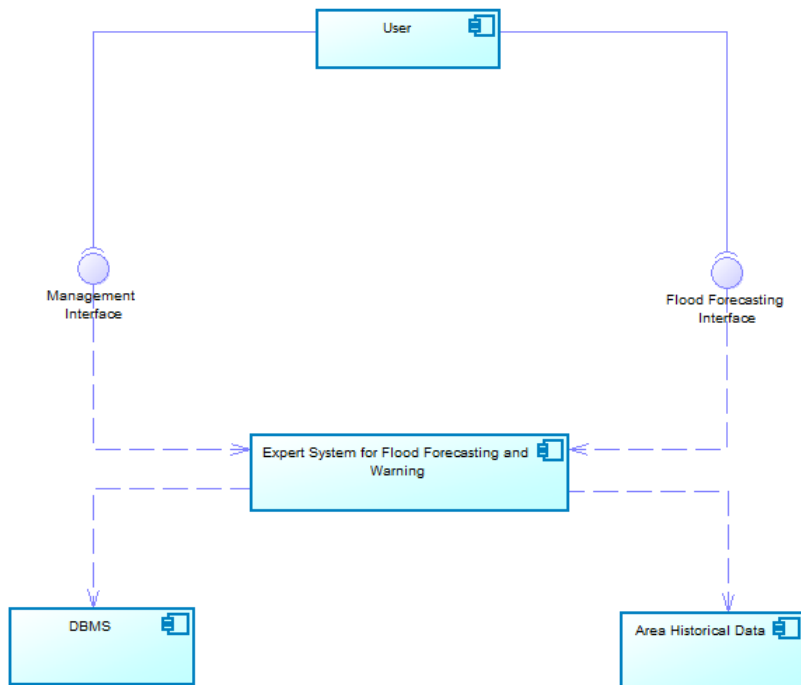 User
Management
Interface
Flood Forecasting
Interface
Expert System for Flood Forecasting and
Warning
DBMS
Area Historical Data